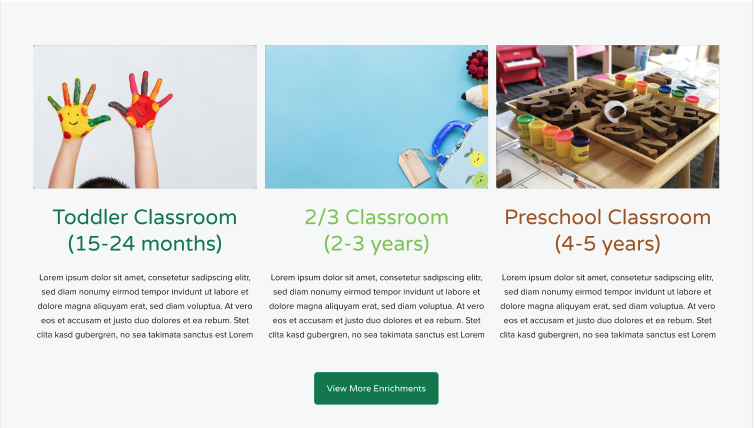 Toddler Classroom
(15-24 months)
Lorem ipsum dolor sit amet, consetetur sadipscing elitr,
sed diam nonumy eirmod tempor invidunt ut labore et
dolore magna aliquyam erat, sed diam voluptua. At vero
eos et accusam et justo duo dolores et ea rebum. Stet
clita kasd gubergren, no sea takimata sanctus est Lorem
2/3 Classroom
(2-3 years)
Lorem ipsum dolor sit amet, consetetur sadipscing elitr,
sed diam nonumy eirmod tempor invidunt ut labore et
dolore magna aliquyam erat, sed diam voluptua. At vero
eos et accusam et justo duo dolores et ea rebum. Stet
clita kasd gubergren, no sea takimata sanctus est Lorem
Preschool Classroom
(4-5 years)
Lorem ipsum dolor sit amet, consetetur sadipscing elitr,
sed diam nonumy eirmod tempor invidunt ut labore et
dolore magna aliquyam erat, sed diam voluptua. At vero
eos et accusam et justo duo dolores et ea rebum. Stet
clita kasd gubergren, no sea takimata sanctus est Lorem
View More Enrichments